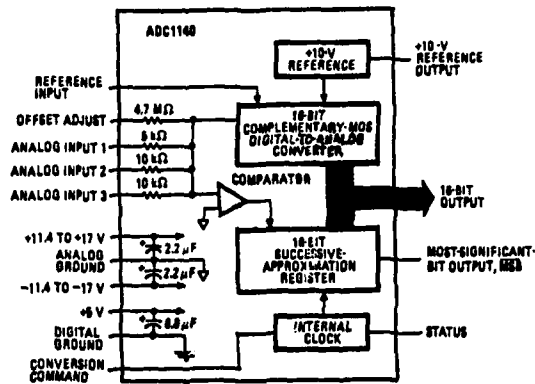 ADC1140
+10-V
REFERENCE
+10-V
REFERENCE
OUTPUT
REFERENCE
INPUT
4.7 MΩ
OFFSET ADJUST
5 kΩ
ANALOG INPUT 1
10 kΩ
ANALOG INPUT 2
10 kΩ
ANALOG INPUT 3
16-BIT
COMPLEMENTARY-MOS
DIGITAL-TO-ANALOG
CONVERTER
COMPARATOR
16-BIT
OUTPUT
+11.4 TO +17 V
2.2 µF
ANALOG
GROUND
2.2 µF
-11.4 TO -17 V
16-BIT
SUCCESSIVE-
APPROXIMATION
REGISTER
MOST-SIGNIFICANT-
BIT OUTPUT, MSB
+5 V
6.8 µF
DIGITAL
GROUND
INTERNAL
CLOCK
STATUS
CONVERSION
COMMAND